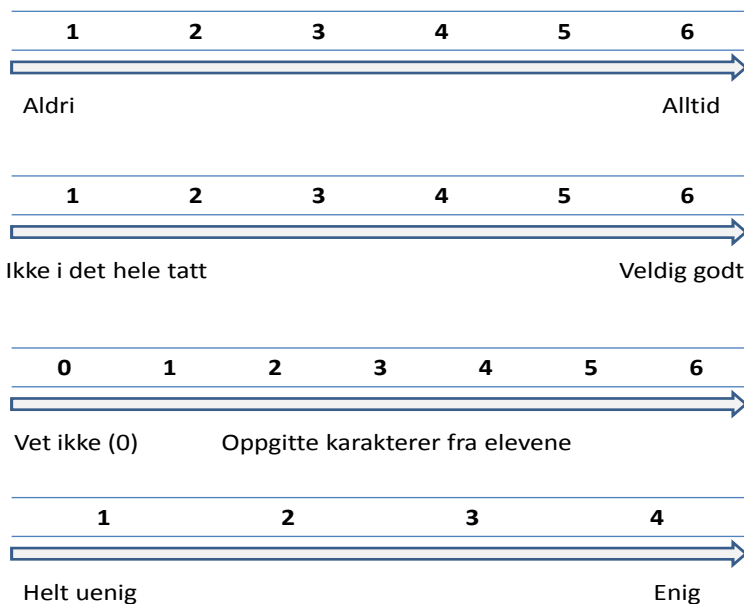 1 2 3 4 5 6
Aldri Alltid
1 2 3 4 5 6
Ikke i det hele tatt Veldig godt
0 1 2 3 4 5 6
Vet ikke (0) Oppgitte karakterer fra elevene
1 2 3 4
Helt uenig Enig